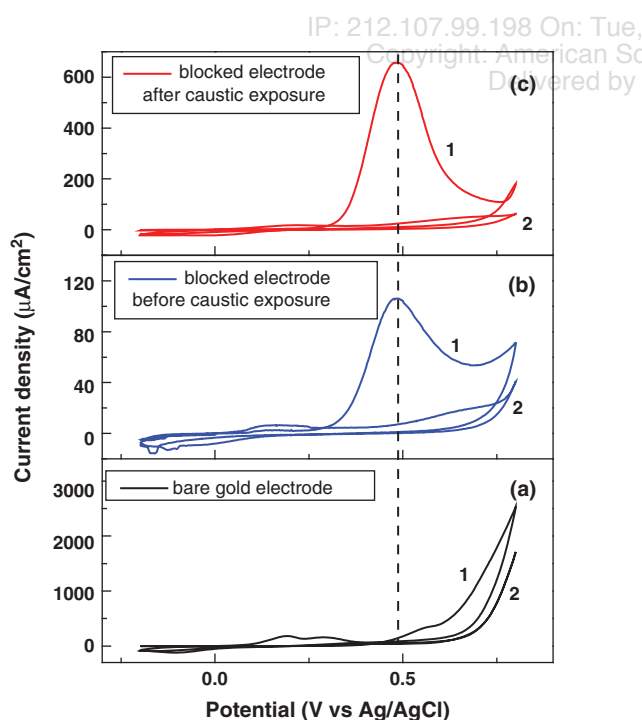 IP: 212.107.99.198 On: Tue,
Copyright: American Sc
Delivered by
blocked electrode
after caustic exposure
(c)
1
2
600
400
200
0
blocked electrode
before caustic exposure
(b)
1
2
120
80
40
0
bare gold electrode
(a)
1
2
3000
2000
1000
0
Current density (μA/cm²)
0.0 0.5
Potential (V vs Ag/AgCl)